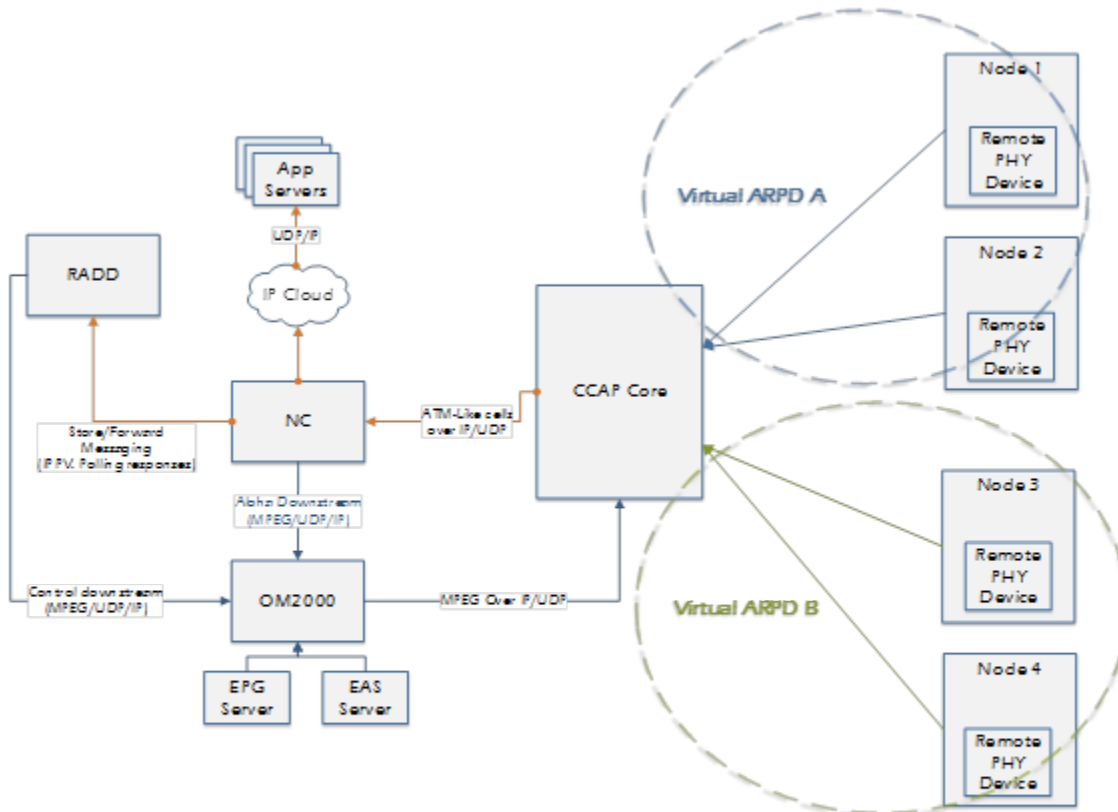 Node 1
Remote
PHY
Device
Virtual ARPD A
App
Servers
UDP/IP
IP Cloud
RADD
Node 2
Remote
PHY
Device
CCAP Core
NC
ATM-Like cells
over IP/UDP
Store/Forward
Messaging
(IPPV, Polling responses)
Alpha Downstream
(MPEG/UDP/IP)
Node 3
Remote
PHY
Device
Control downstream
(MPEG/UDP/IP)
OM2000
MPEG Over IP/UDP
Virtual ARPD B
EPG
Server
EAS
Server
Node 4
Remote
PHY
Device